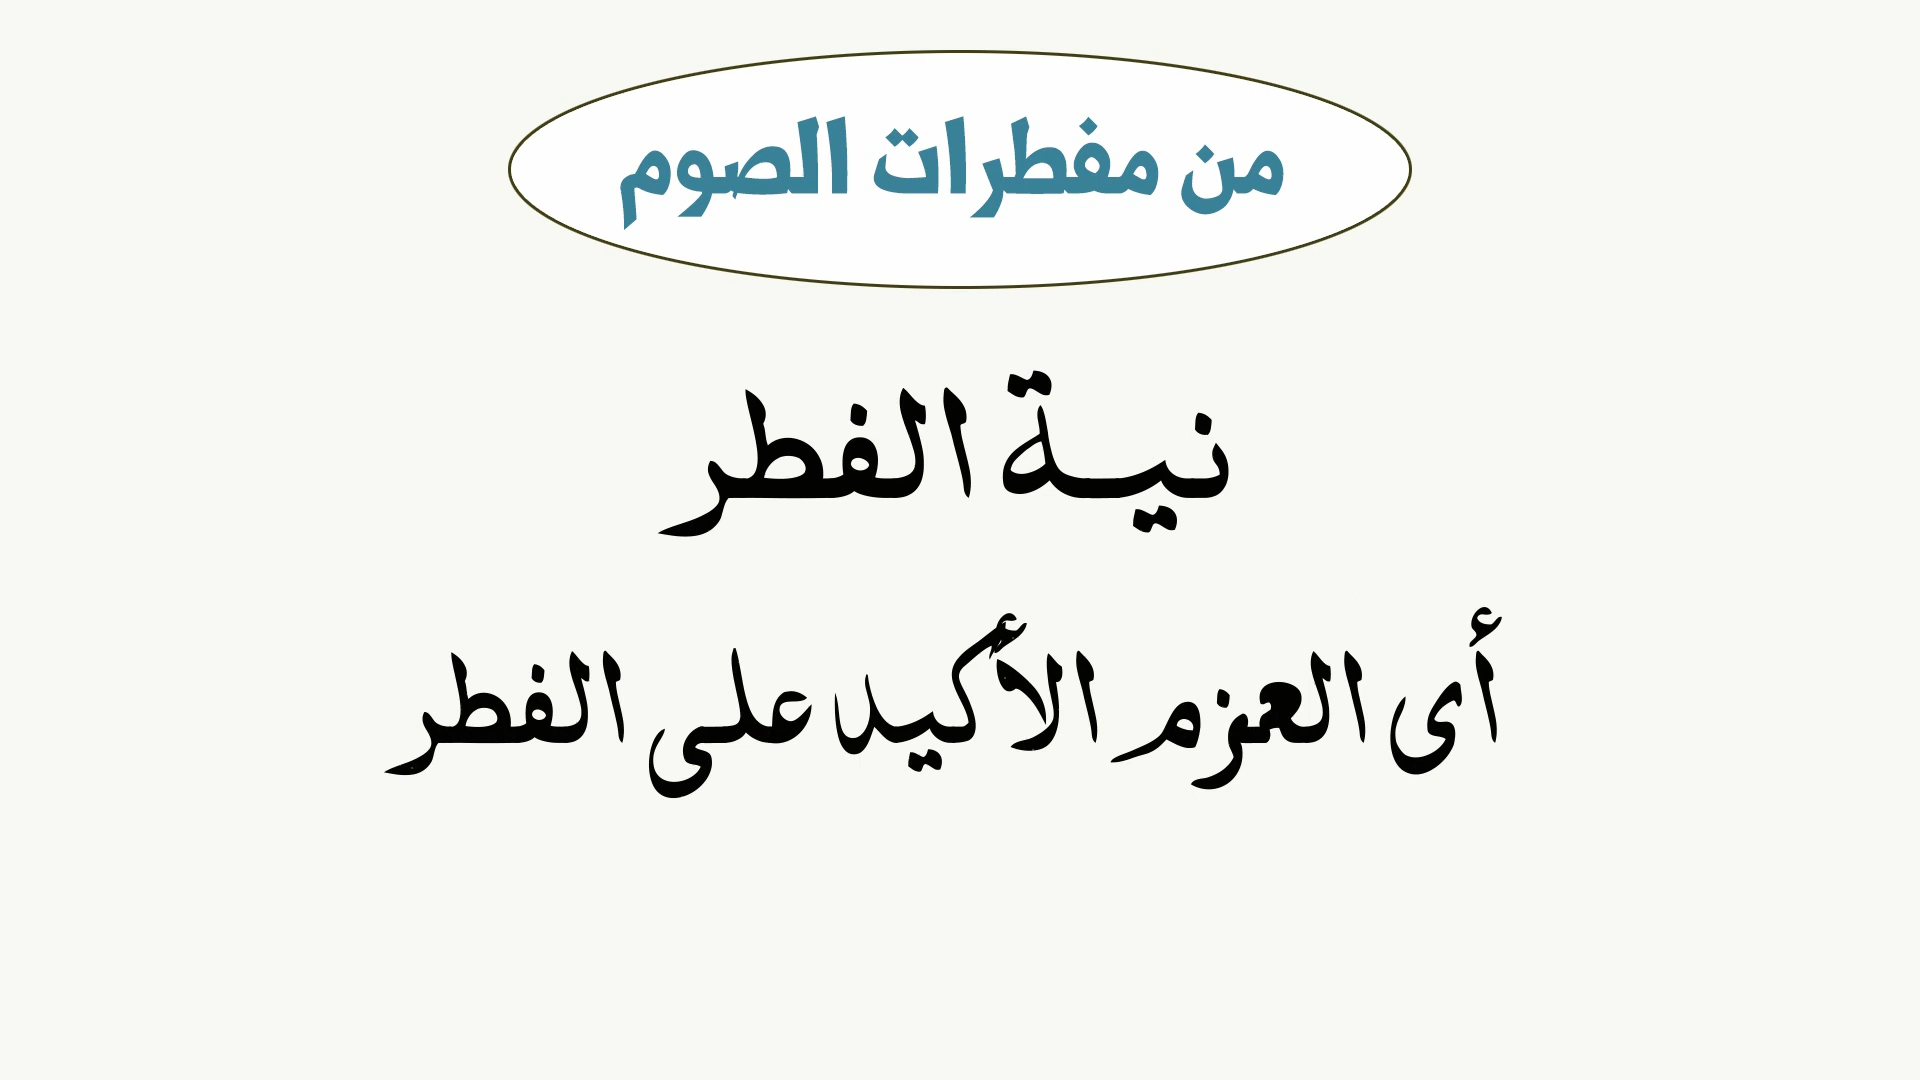 من مفطرات الصوم
نيـة الفطر
أى العزم الأكيد على الفطر